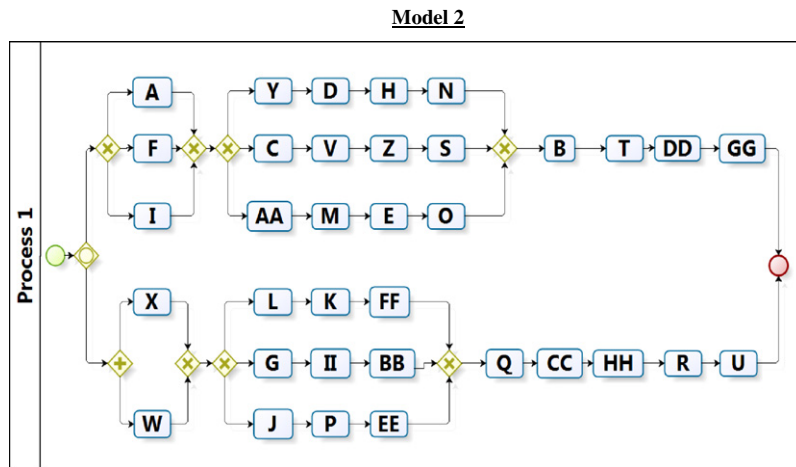 Model 2
Process 1
A
F
I
Y D H N
C V Z S
AA M E O
B T DD GG
X
W
L K FF
G II BB
J P EE
Q CC HH R U